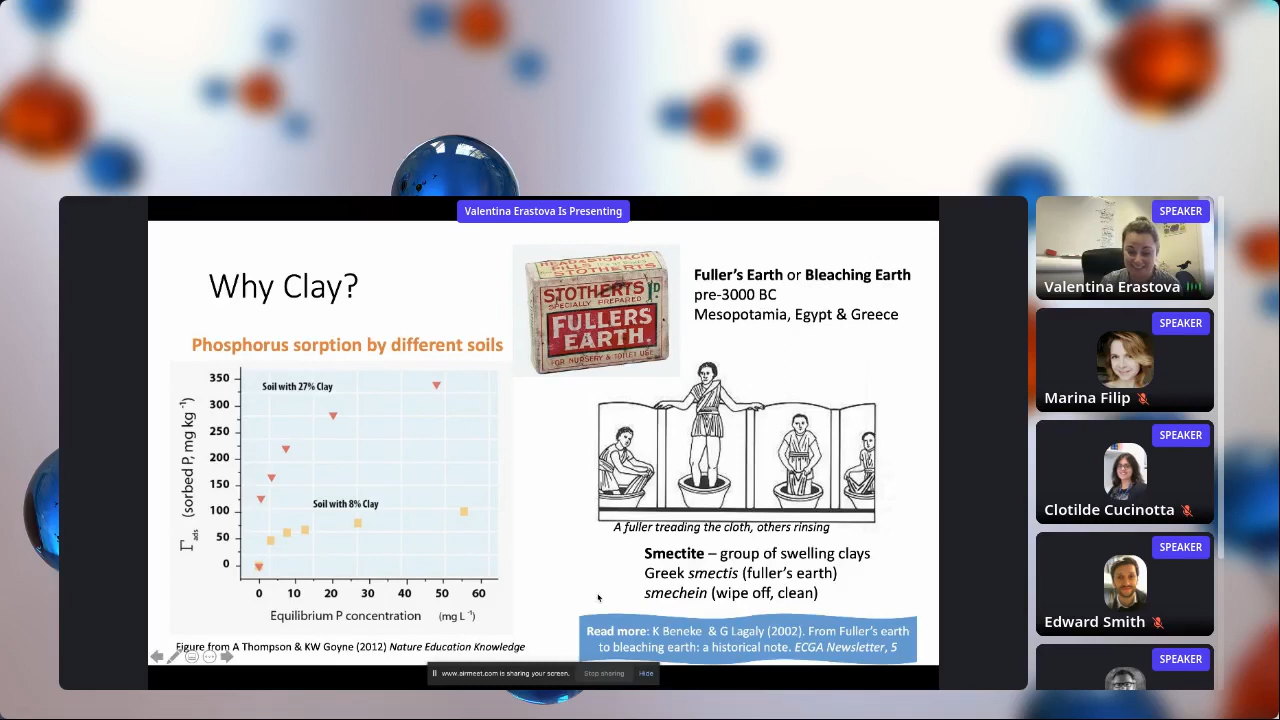 Valentina Erastova Is Presenting
Why Clay?
Phosphorus sorption by different soils
350
300
250
200
150
100
50
0
Γads (sorbed P, mg kg⁻¹)
Soil with 27% Clay
Soil with 8% Clay
0 10 20 30 40 50 60
Equilibrium P concentration (mg L⁻¹)
Figure from A Thompson & KW Goyne (2012) Nature Education Knowledge
HEAD & STOMACH
PILLS
STOTHERTS
STOTHERTS
SPECIALLY PREPARED
1D
FULLERS
EARTH.
FOR NURSERY & TOILET USE
Fuller's Earth or Bleaching Earth
pre-3000 BC
Mesopotamia, Egypt & Greece
A fuller treading the cloth, others rinsing
Smectite – group of swelling clays
Greek smectis (fuller's earth)
smechein (wipe off, clean)
Read more: K Beneke & G Lagaly (2002). From Fuller's earth
to bleaching earth: a historical note. ECGA Newsletter, 5
www.airmeet.com is sharing your screen. Stop sharing Hide
SPEAKER
Valentina Erastova
SPEAKER
Marina Filip
SPEAKER
Clotilde Cucinotta
SPEAKER
Edward Smith
SPEAKER